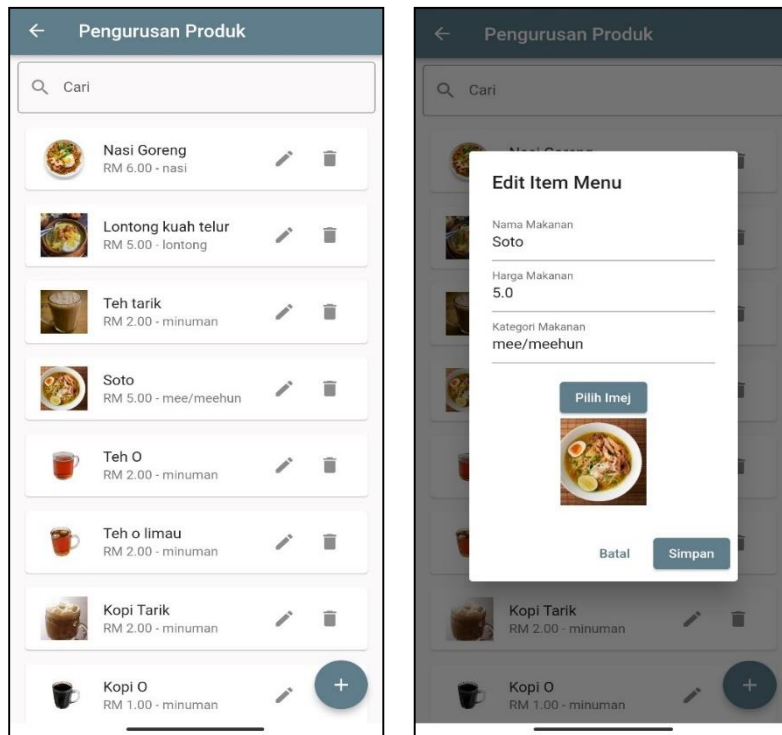 Pengurusan Produk
Cari
Nasi Goreng
RM 6.00 - nasi
Lontong kuah telur
RM 5.00 - lontong
Teh tarik
RM 2.00 - minuman
Soto
RM 5.00 - mee/meehun
Teh O
RM 2.00 - minuman
Teh o limau
RM 2.00 - minuman
Kopi Tarik
RM 2.00 - minuman
Kopi O
RM 1.00 - minuman
Pengurusan Produk
Cari
Edit Item Menu
Nama Makanan
Soto
Harga Makanan
5.0
Kategori Makanan
mee/meehun
Pilih Imej
Batal
Simpan
Kopi Tarik
RM 2.00 - minuman
Kopi O
RM 1.00 - minuman